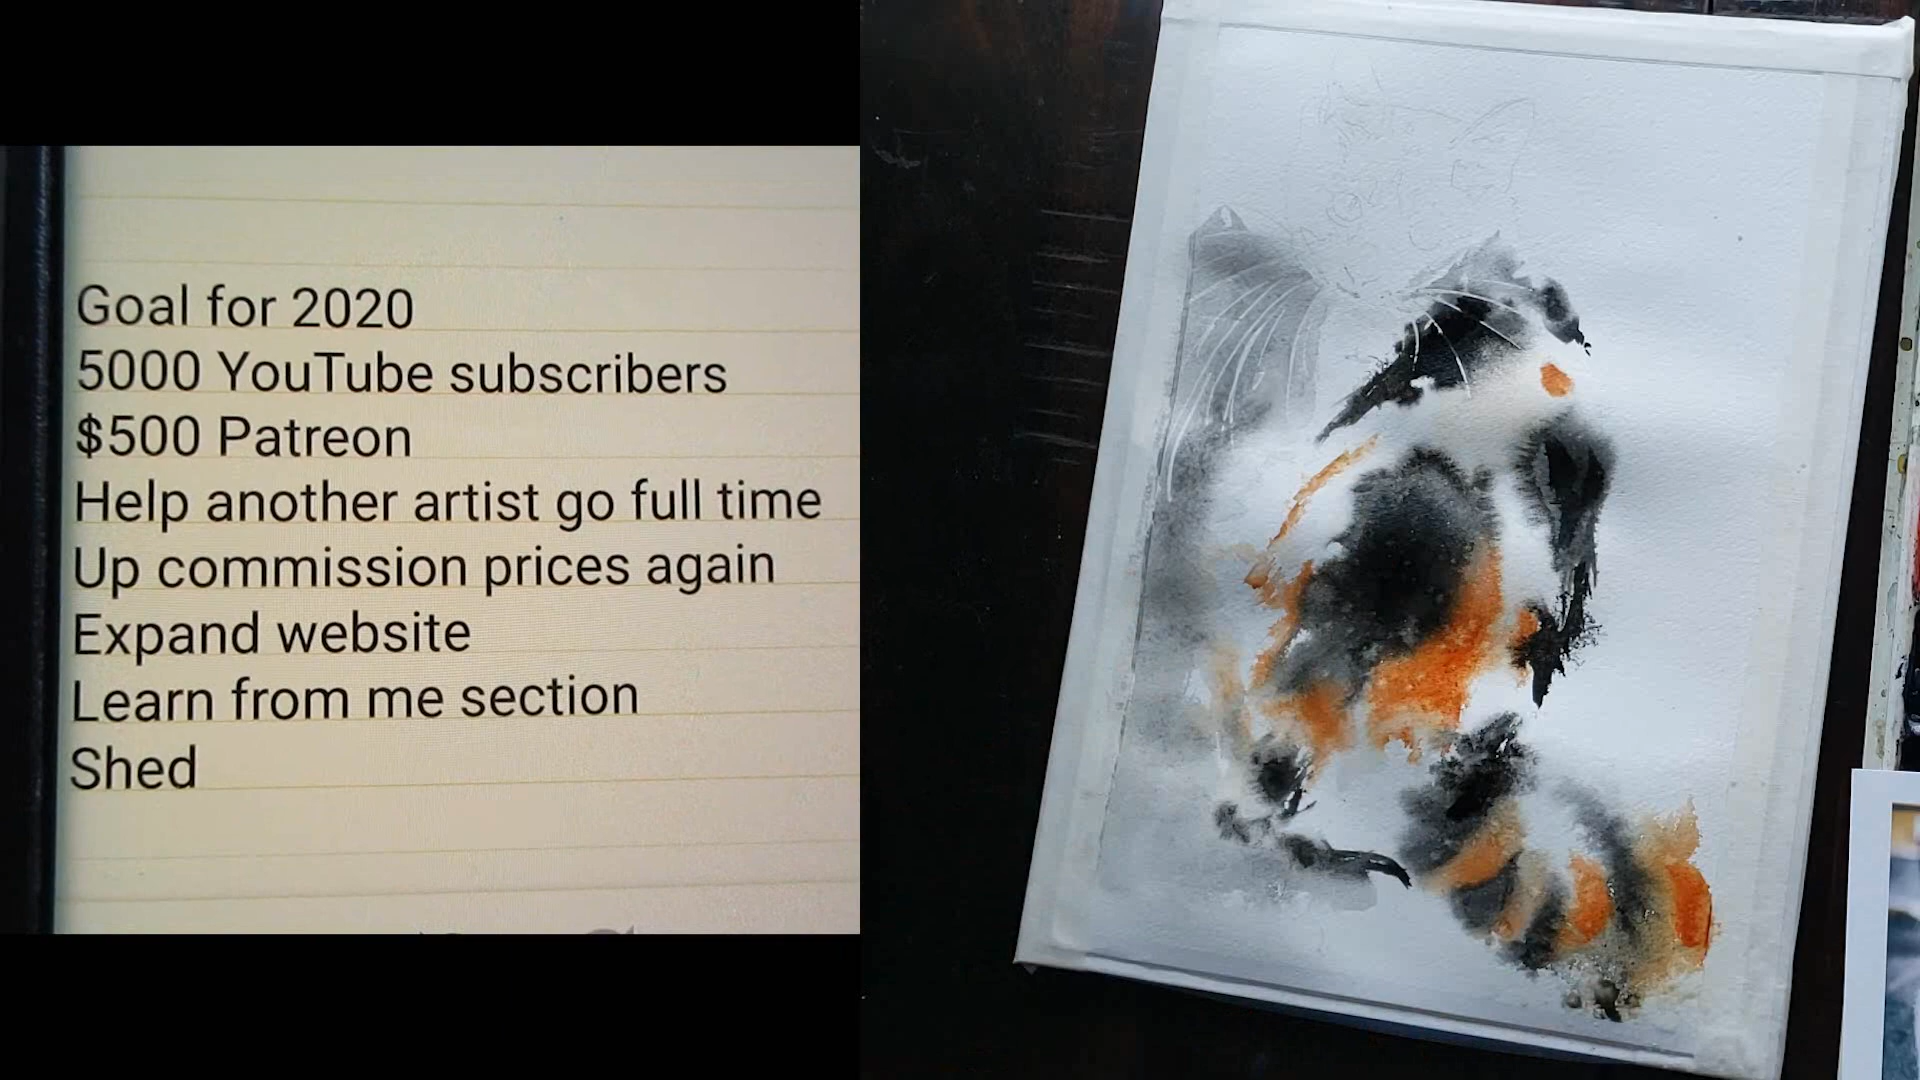 Goal for 2020
5000 YouTube subscribers
$500 Patreon
Help another artist go full time
Up commission prices again
Expand website
Learn from me section
Shed